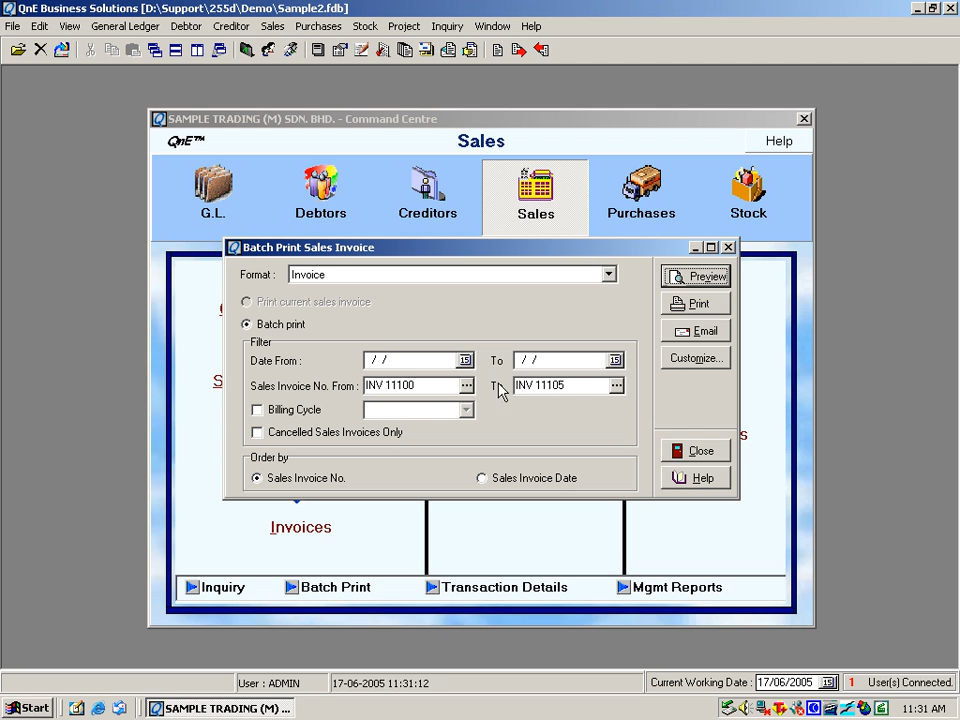 QnE Business Solutions [D:\Support\255d\Demo\Sample2.fdb]
File Edit View General Ledger Debtor Creditor Sales Purchases Stock Project Inquiry Window Help
SAMPLE TRADING (M) SDN. BHD. - Command Centre
QnE™ Sales Help
G.L. Debtors Creditors Sales Purchases Stock
Batch Print Sales Invoice
Format : Invoice Preview
Print current sales invoice Print
Batch print Email
Filter
Date From : / / 15 To / / 15 Customize...
Sales Invoice No. From : INV 11100 ... INV 11105 ...
Billing Cycle
Cancelled Sales Invoices Only
Close
Order by
Sales Invoice No. Sales Invoice Date Help
Invoices
Inquiry Batch Print Transaction Details Mgmt Reports
User : ADMIN 17-06-2005 11:31:12 Current Working Date : 17/06/2005 15 1 User(s) Connected.
Start SAMPLE TRADING (M) ... 11:31 AM